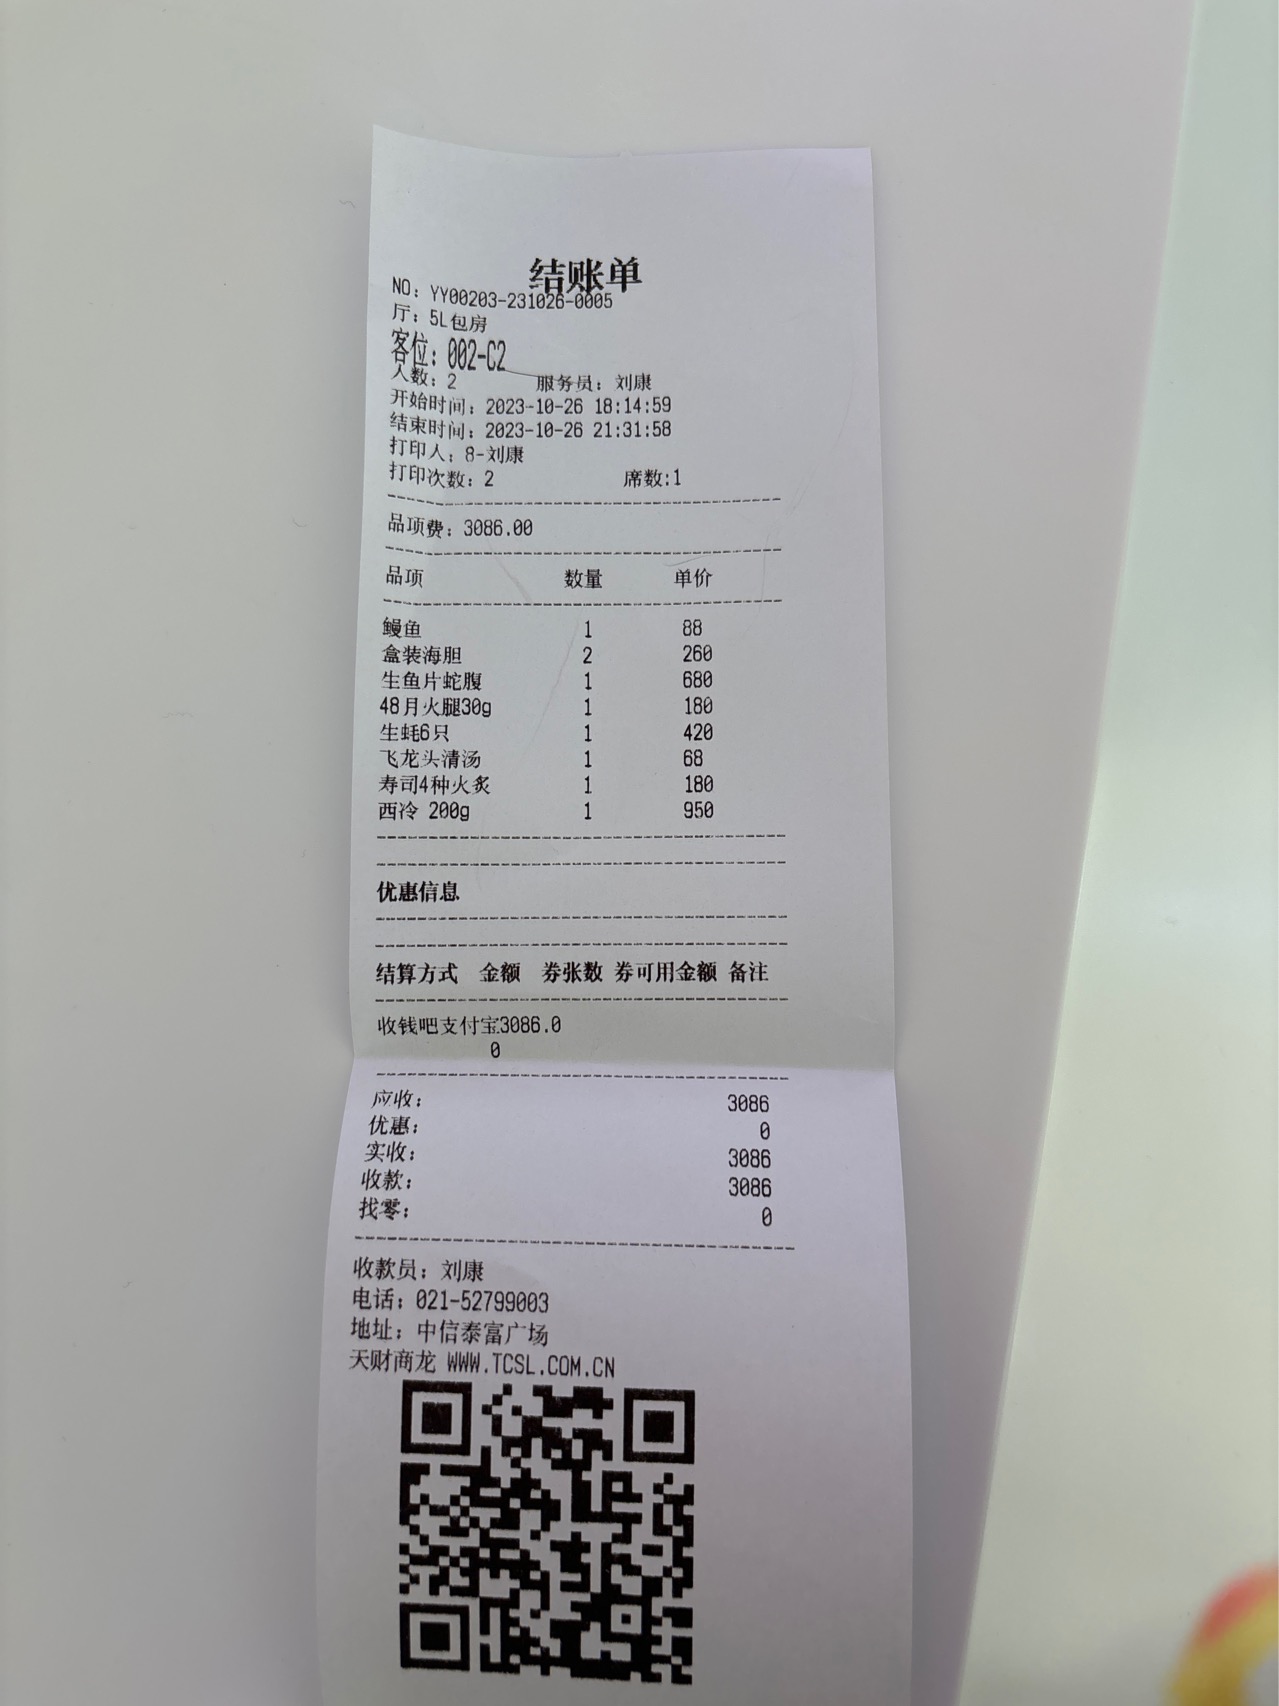 结账单
NO: YY00203-231026-0005
厅: 5L包房
客位: 002-C2
人数: 2 服务员: 刘康
开始时间: 2023-10-26 18:14:59
结束时间: 2023-10-26 21:31:58
打印人: 8-刘康
打印次数: 2 席数:1
品项费: 3086.00
品项 数量 单价
鳗鱼 1 88
盒装海胆 2 260
生鱼片蛇腹 1 680
48月火腿30g 1 180
生蚝6只 1 420
飞龙头清汤 1 68
寿司4种火炙 1 180
西冷 200g 1 950
优惠信息
结算方式 金额 券张数 券可用金额 备注
收钱吧支付宝3086.0
0
应收: 3086
优惠: 0
实收: 3086
收款: 3086
找零: 0
收款员: 刘康
电话: 021-52799003
地址: 中信泰富广场
天财商龙 WWW.TCSL.COM.CN